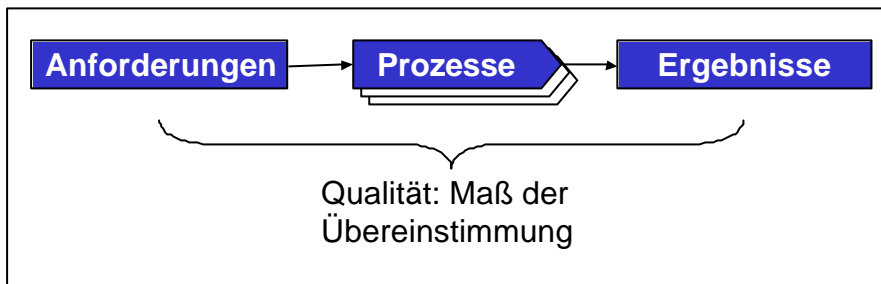 Anforderungen
Prozesse
Ergebnisse
Qualität: Maß der
Übereinstimmung